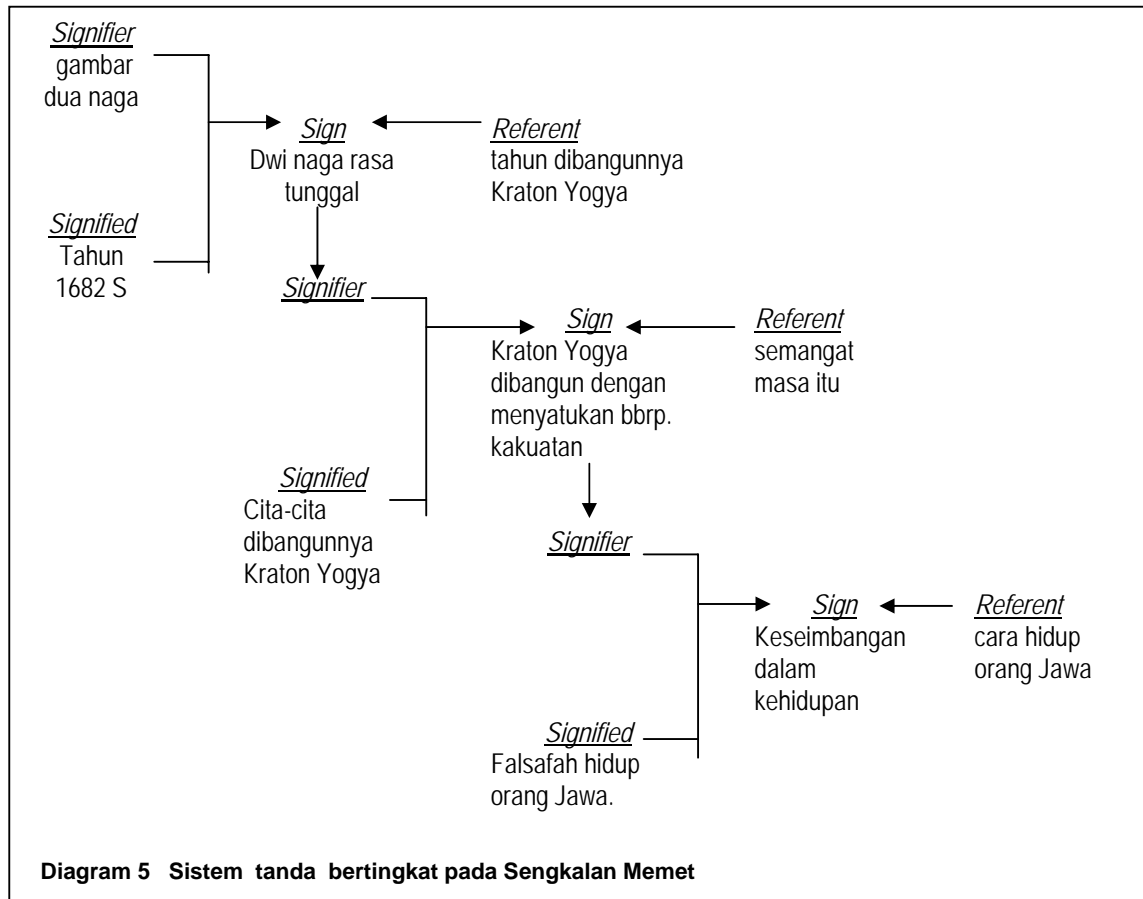 Signifier
gambar
dua naga
Sign
Dwi naga rasa
tunggal
Referent
tahun dibangunnya
Kraton Yogya
Signified
Tahun
1682 S
Signifier
Sign
Kraton Yogya
dibangun dengan
menyatukan bbrp.
kakuatan
Referent
semangat
masa itu
Signified
Cita-cita
dibangunnya
Kraton Yogya
Signifier
Sign
Keseimbangan
dalam
kehidupan
Referent
cara hidup
orang Jawa
Signified
Falsafah hidup
orang Jawa.
Diagram 5 Sistem tanda bertingkat pada Sengkalan Memet